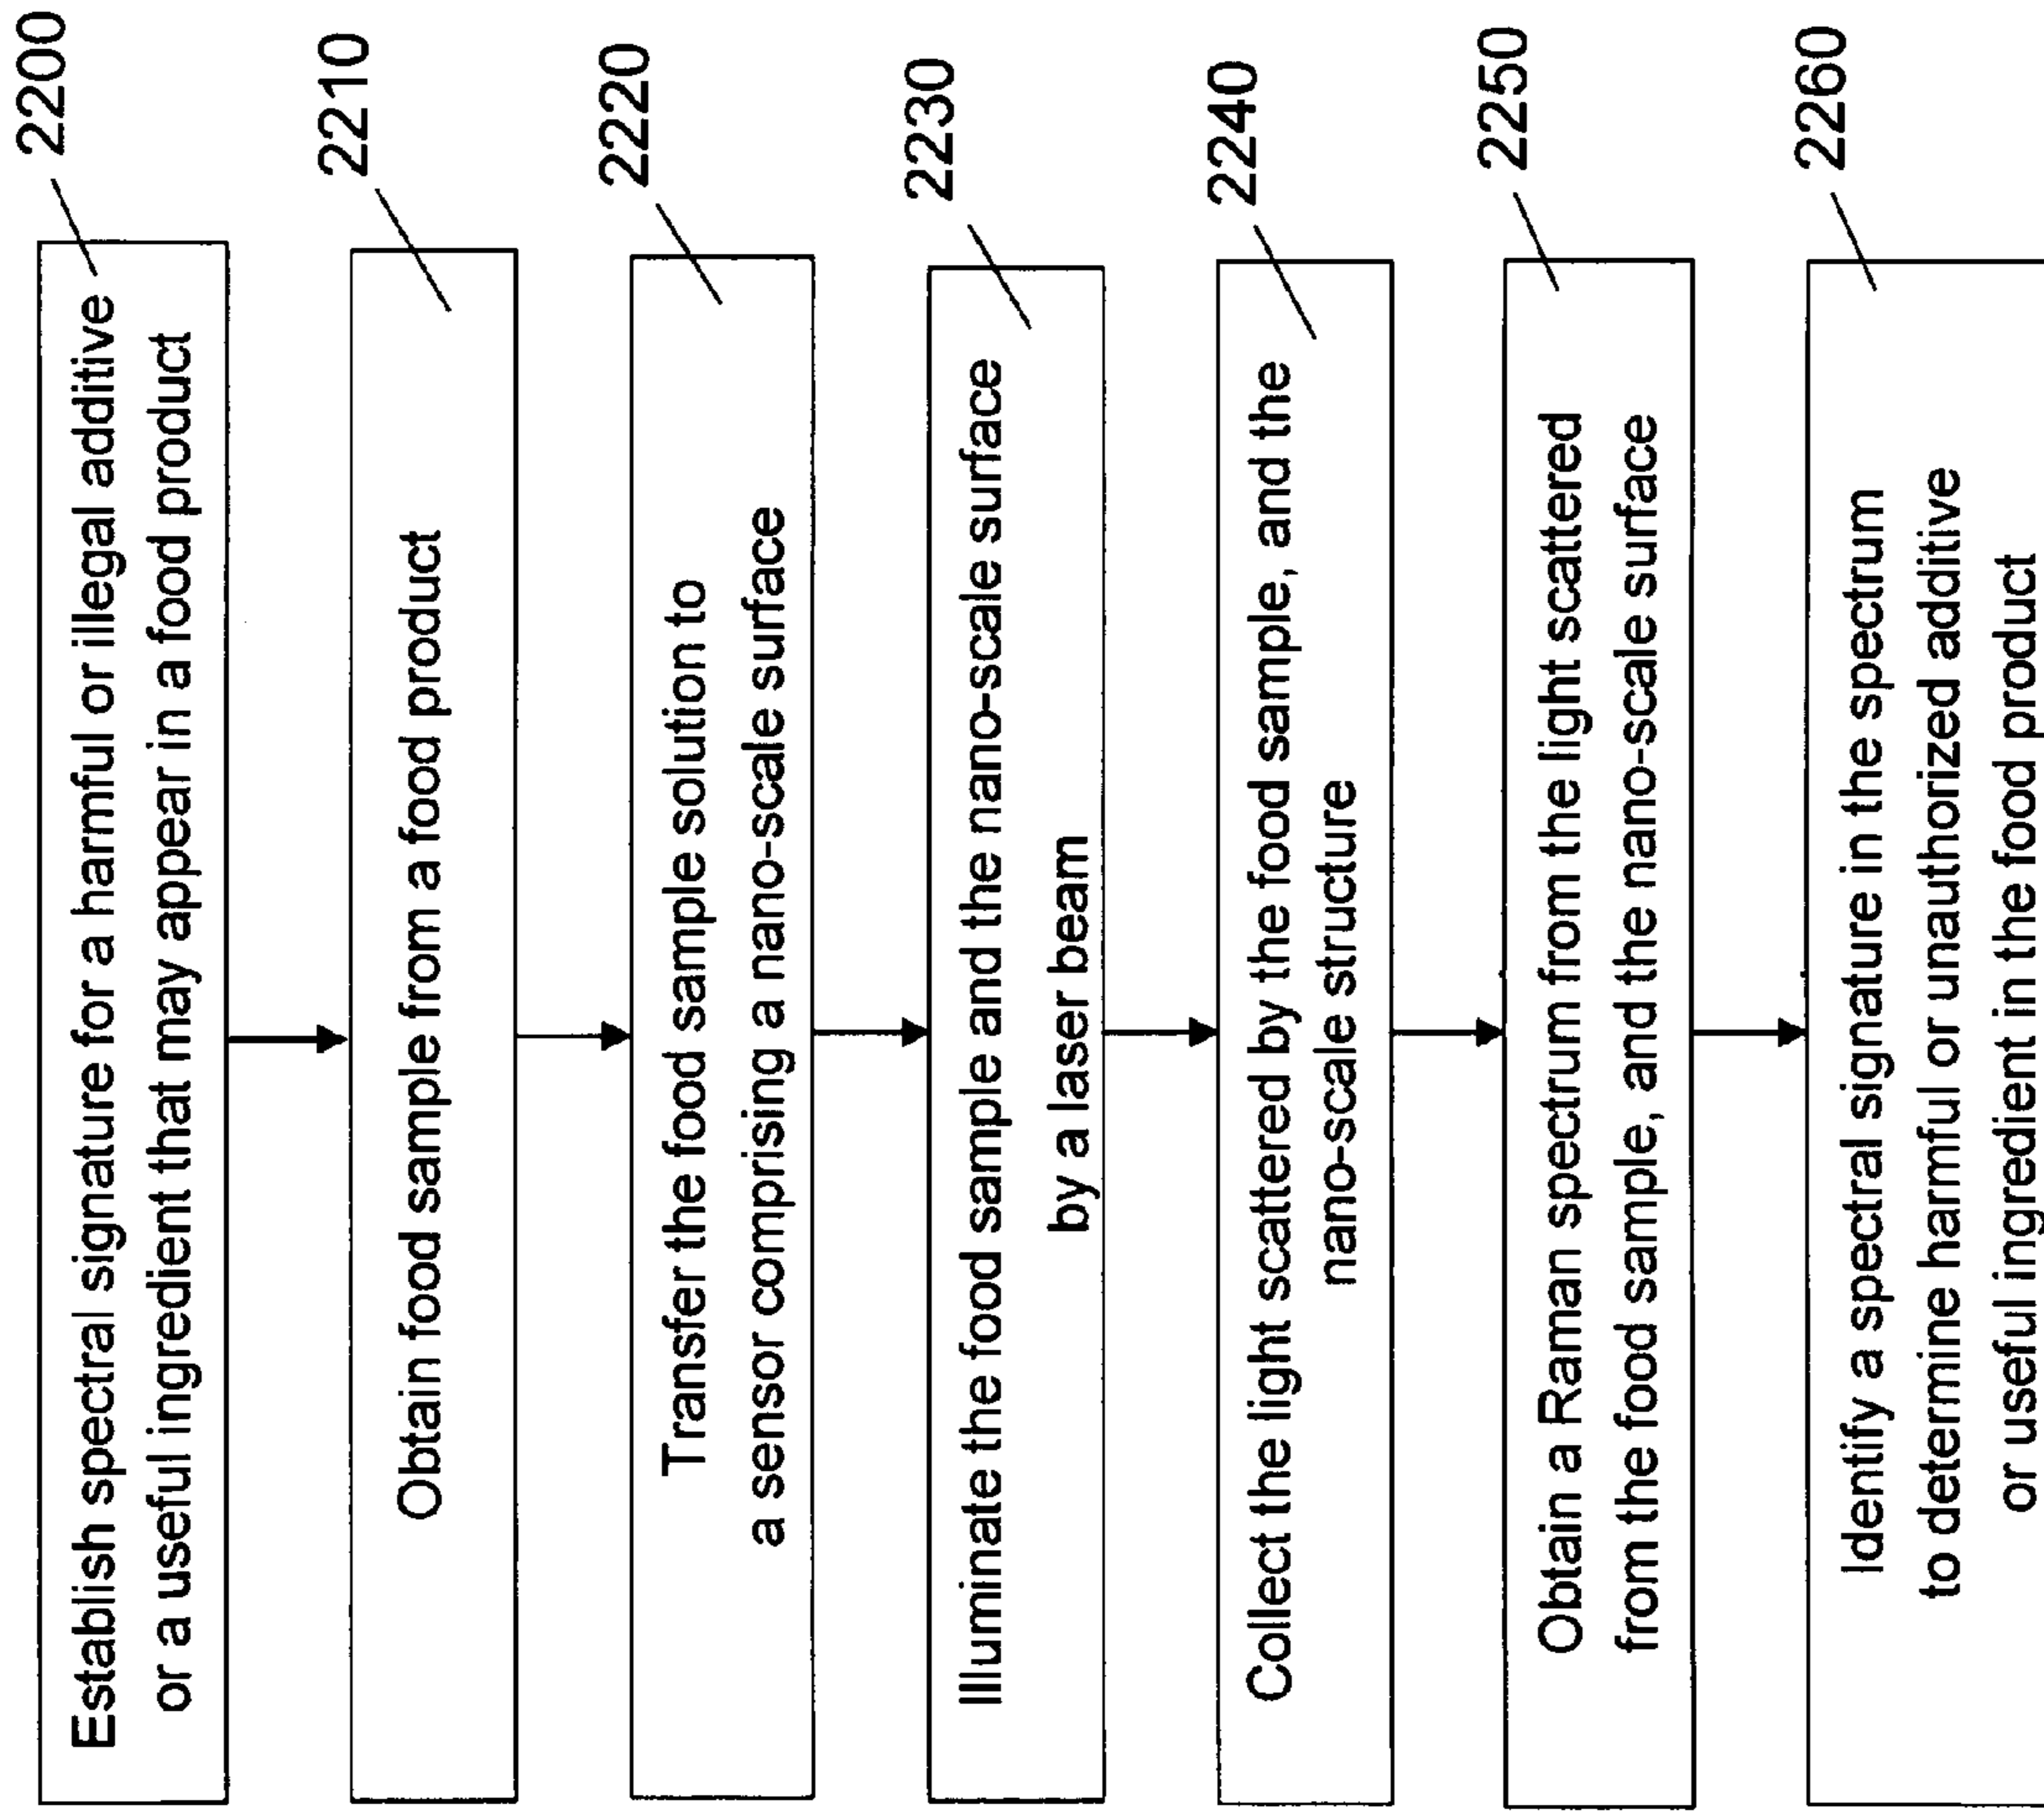 2200
Establish spectral signature for a harmful or illegal additive
or a useful ingredient that may appear in a food product
2210
Obtain food sample from a food product
2220
Transfer the food sample solution to
a sensor comprising a nano-scale surface
2230
Illuminate the food sample and the nano-scale surface
by a laser beam
2240
Collect the light scattered by the food sample, and the
nano-scale structure
2250
Obtain a Raman spectrum from the light scattered
from the food sample, and the nano-scale surface
2260
Identify a spectral signature in the spectrum
to determine harmful or unauthorized additive
or useful ingredient in the food product